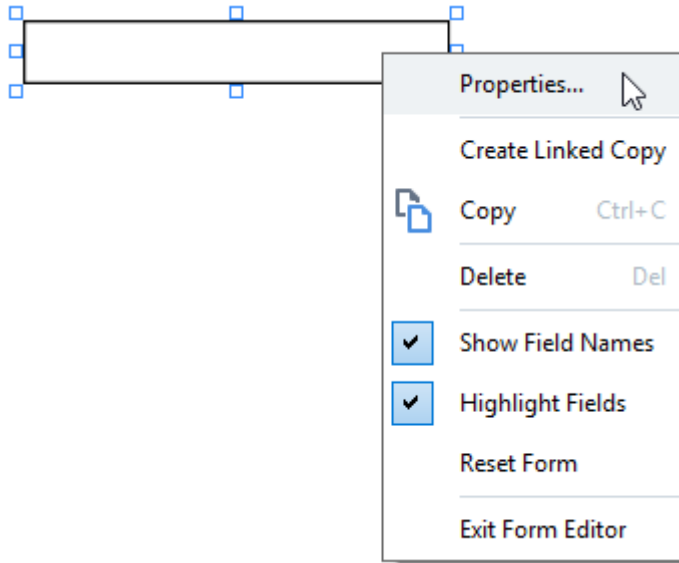 Properties...
Create Linked Copy
Copy Ctrl+C
Delete Del
Show Field Names
Highlight Fields
Reset Form
Exit Form Editor